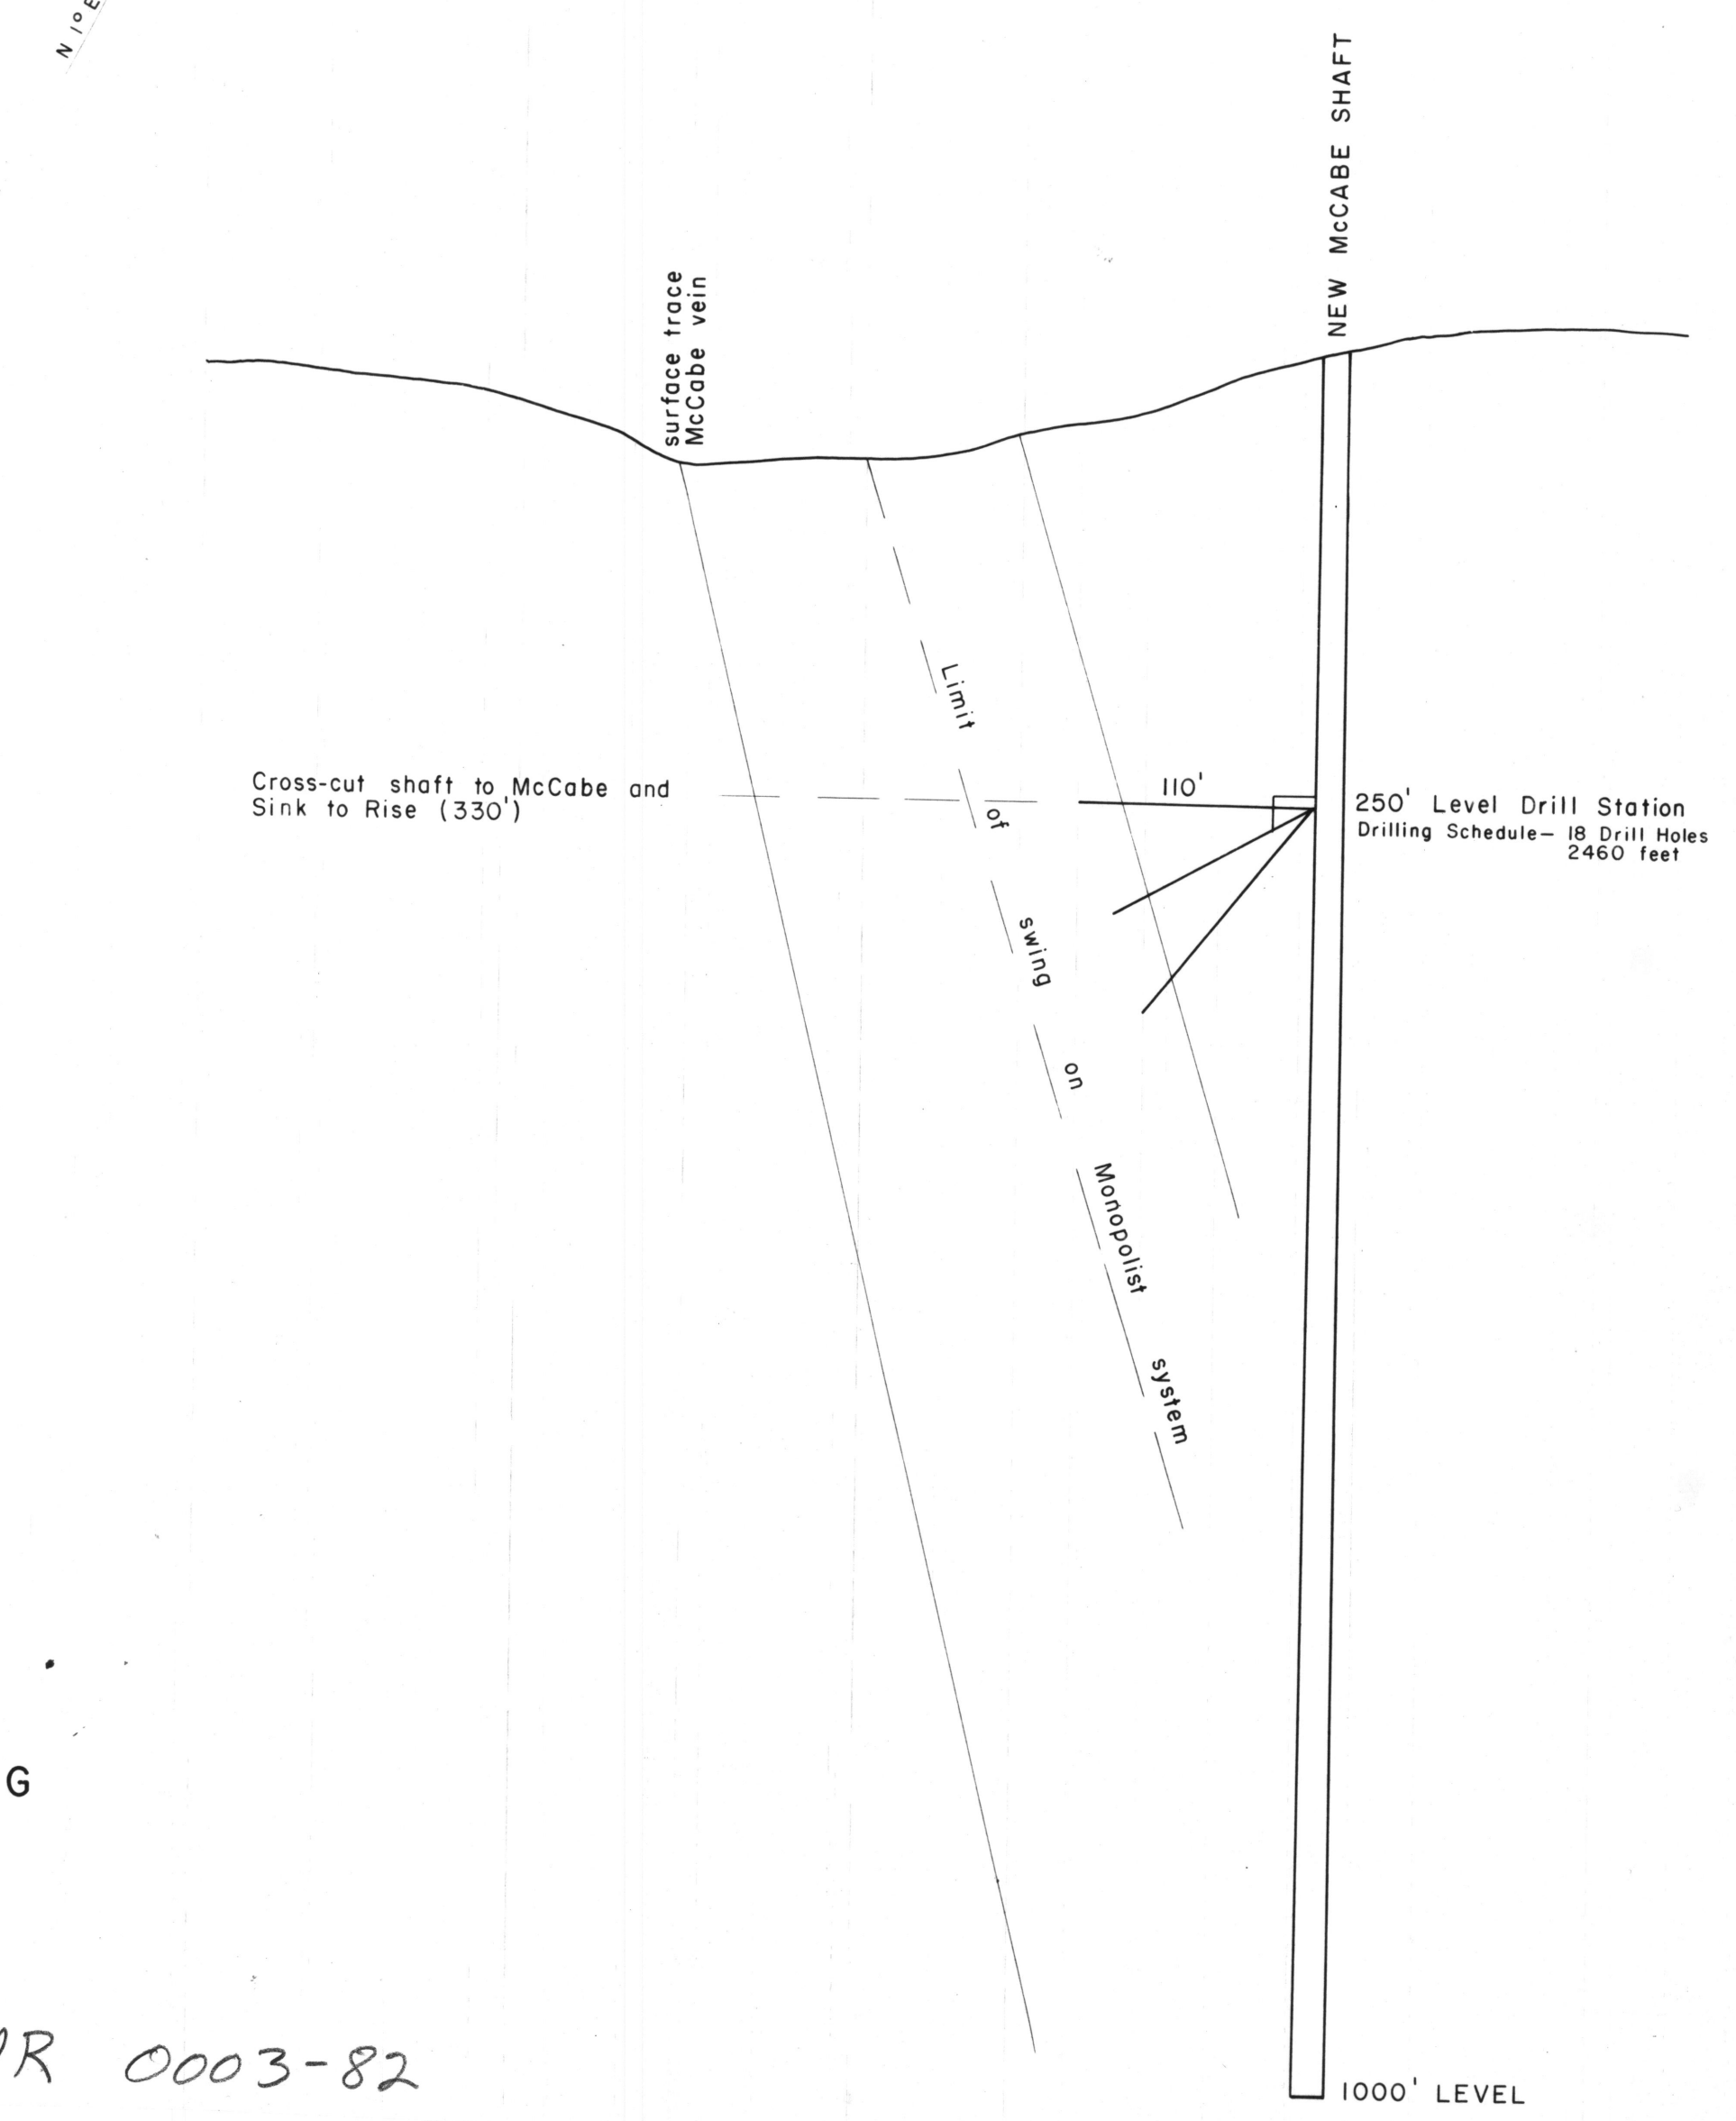 N 1° E
NEW McCABE SHAFT
surface trace
McCabe vein
Limit of swing on Monopolist system
Cross-cut shaft to McCabe and
Sink to Rise (330')
110'
250' Level Drill Station
Drilling Schedule— 18 Drill Holes
2460 feet
G
R 0003-82
1000' LEVEL